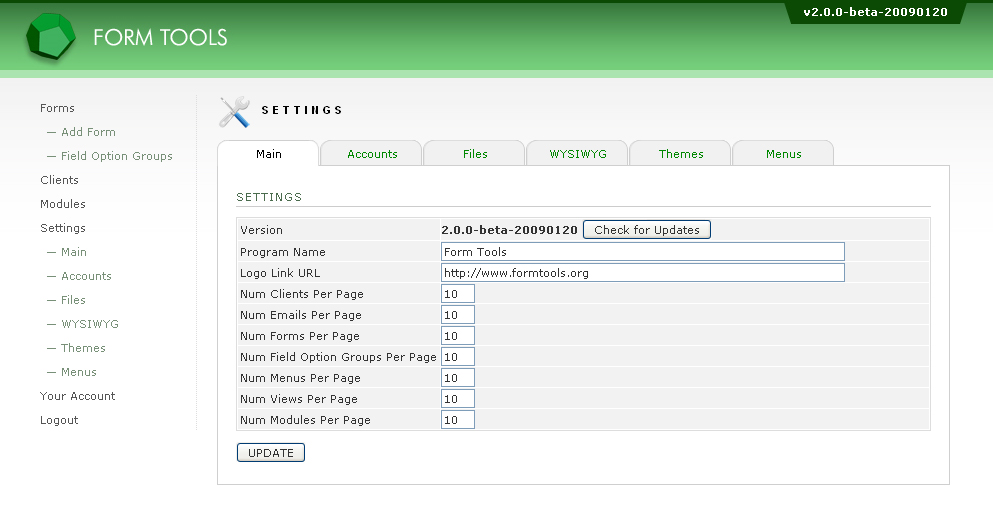 v2.0.0-beta-20090120
FORM TOOLS
Forms
— Add Form
— Field Option Groups
Clients
Modules
Settings
— Main
— Accounts
— Files
— WYSIWYG
— Themes
— Menus
Your Account
Logout
SETTINGS
Main Accounts Files WYSIWYG Themes Menus
SETTINGS
Version 2.0.0-beta-20090120 Check for Updates
Program Name Form Tools
Logo Link URL http://www.formtools.org
Num Clients Per Page 10
Num Emails Per Page 10
Num Forms Per Page 10
Num Field Option Groups Per Page 10
Num Menus Per Page 10
Num Views Per Page 10
Num Modules Per Page 10
UPDATE